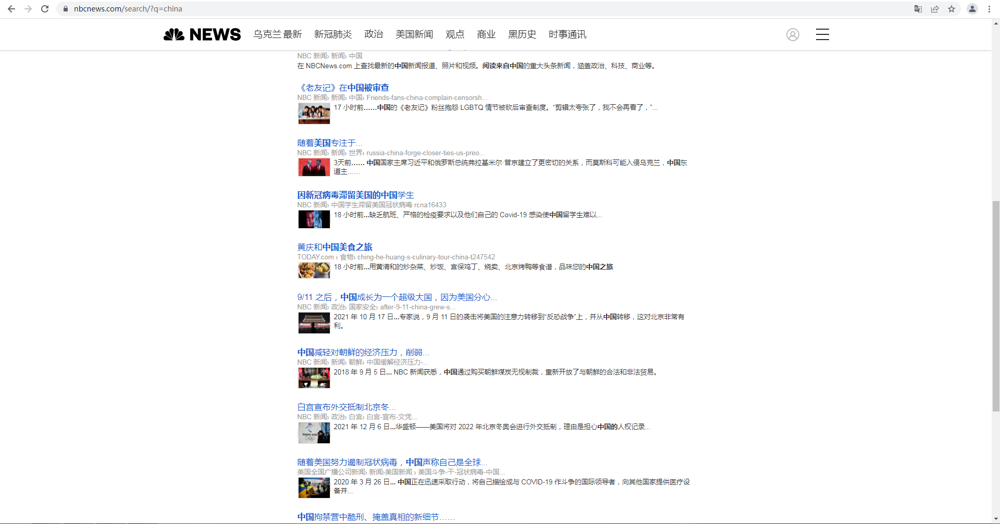 nbcnews.com/search/?q=china
NEWS 乌克兰最新 新冠肺炎 政治 美国新闻 观点 商业 黑历史 时事通讯
NBC 新闻› 新闻› 中国
在 NBCNews.com 上查找最新的中国新闻报道、照片和视频。阅读来自中国的重大头条新闻，涵盖政治、科技、商业等。
《老友记》在中国被审查
NBC 新闻› 新闻› 中国› Friends-fans-china-complain-censorsh...
17 小时前……中国的《老友记》粉丝抱怨 LGBTQ 情节被砍后审查制度。“剪辑太夸张了，我不会再看了，”...
随着美国专注于...
NBC 新闻› 新闻› 世界› russia-china-forge-closer-ties-us-preo...
3天前…… 中国国家主席习近平和俄罗斯总统弗拉基米尔·普京建立了更密切的关系，而莫斯科可能入侵乌克兰，中国东
道主……
因新冠病毒滞留美国的中国学生
NBC 新闻› 中国学生滞留美国冠状病毒 rcna16433
18 小时前...缺乏航班、严格的检疫要求以及他们自己的 Covid-19 感染使中国留学生难以...
黄庆和中国美食之旅
TODAY.com › 食物› ching-he-huang-s-culinary-tour-china-t247542
18 小时前...用黄清和的炒杂菜、炒饭、宫保鸡丁、烧卖、北京烤鸭等食谱，品味您的中国之旅
9/11 之后，中国成长为一个超级大国，因为美国分心...
NBC 新闻› 政治› 国家安全› after-9-11-china-grew-s...
2021 年 10 月 17 日...专家说，9 月 11 日的袭击将美国的注意力转移到“反恐战争”上，并从中国转移，这对北京非常有
利。
中国减轻对朝鲜的经济压力，削弱...
NBC 新闻› 新闻› 朝鲜› 中国缓解经济压力-...
2018 年 9 月 5 日... NBC 新闻获悉，中国通过购买朝鲜煤炭无视制裁，重新开放了与朝鲜的合法和非法贸易。
白宫宣布外交抵制北京冬...
NBC 新闻› 政治› 白宫› 白宫-宣布-文凭...
2021 年 12 月 6 日...华盛顿——美国将对 2022 年北京冬奥会进行外交抵制，理由是担心中国的人权记录...
随着美国努力遏制冠状病毒，中国声称自己是全球...
美国全国广播公司新闻› 新闻›美国新闻 › 美国斗争-干-冠状病毒-中国...
2020 年 3 月 26 日... 中国正在迅速采取行动，将自己描绘成与 COVID-19 作斗争的国际领导者，向其他国家提供医疗设
备并...
中国拘禁营中酷刑、掩盖真相的新细节……